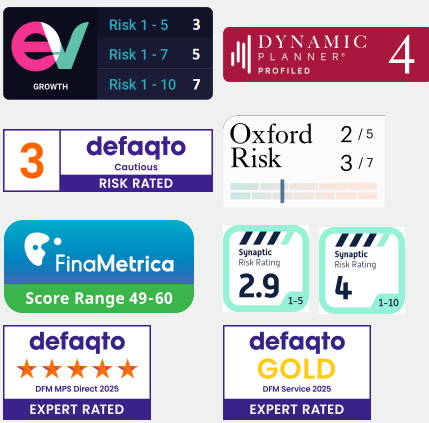 ev
GROWTH
Risk 1 - 5 3
Risk 1 - 7 5
Risk 1 - 10 7
DYNAMIC
PLANNER®
PROFILED
4
3
defaqto
Cautious
RISK RATED
Oxford
Risk
2 / 5
3 / 7
FinaMetrica
Score Range 49-60
Synaptic
Risk Rating
2.9
1-5
Synaptic
Risk Rating
4
1-10
defaqto
DFM MPS Direct 2025
EXPERT RATED
defaqto
GOLD
DFM Service 2025
EXPERT RATED